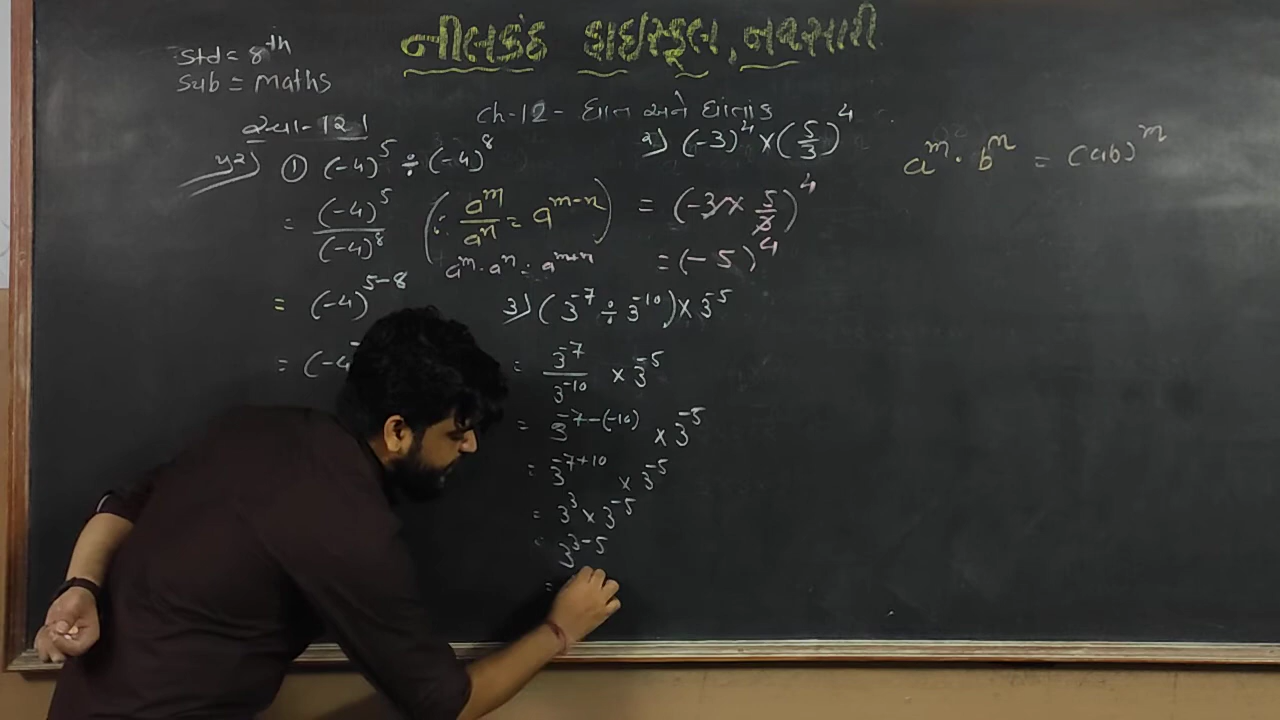 નીલકંઠ હાઇસ્કૂલ, નવસારી
Std = 8th
Sub = Maths
ch-12 - ઘાત અને ઘાતાંક
સ્વા-12.1
① (-4)⁵ ÷ (-4)⁸
= (-4)⁵ / (-4)⁸ (∵ aᵐ / aⁿ = aᵐ⁻ⁿ)
aᵐ · aⁿ = aᵐ⁺ⁿ
= (-4)⁵⁻⁸
= (-4
(-3)⁴ × (5/3)⁴
= (-3 × 5/3)⁴
= (-5)⁴
3) (3⁻⁷ ÷ 3⁻¹⁰) × 3⁻⁵
= 3⁻⁷ / 3⁻¹⁰ × 3⁻⁵
= 3⁻⁷⁻⁽⁻¹⁰⁾ × 3⁻⁵
= 3⁻⁷⁺¹⁰ × 3⁻⁵
= 3³ × 3⁻⁵
= 3³⁻⁵
=
aᵐ · bᵐ = (ab)ᵐ